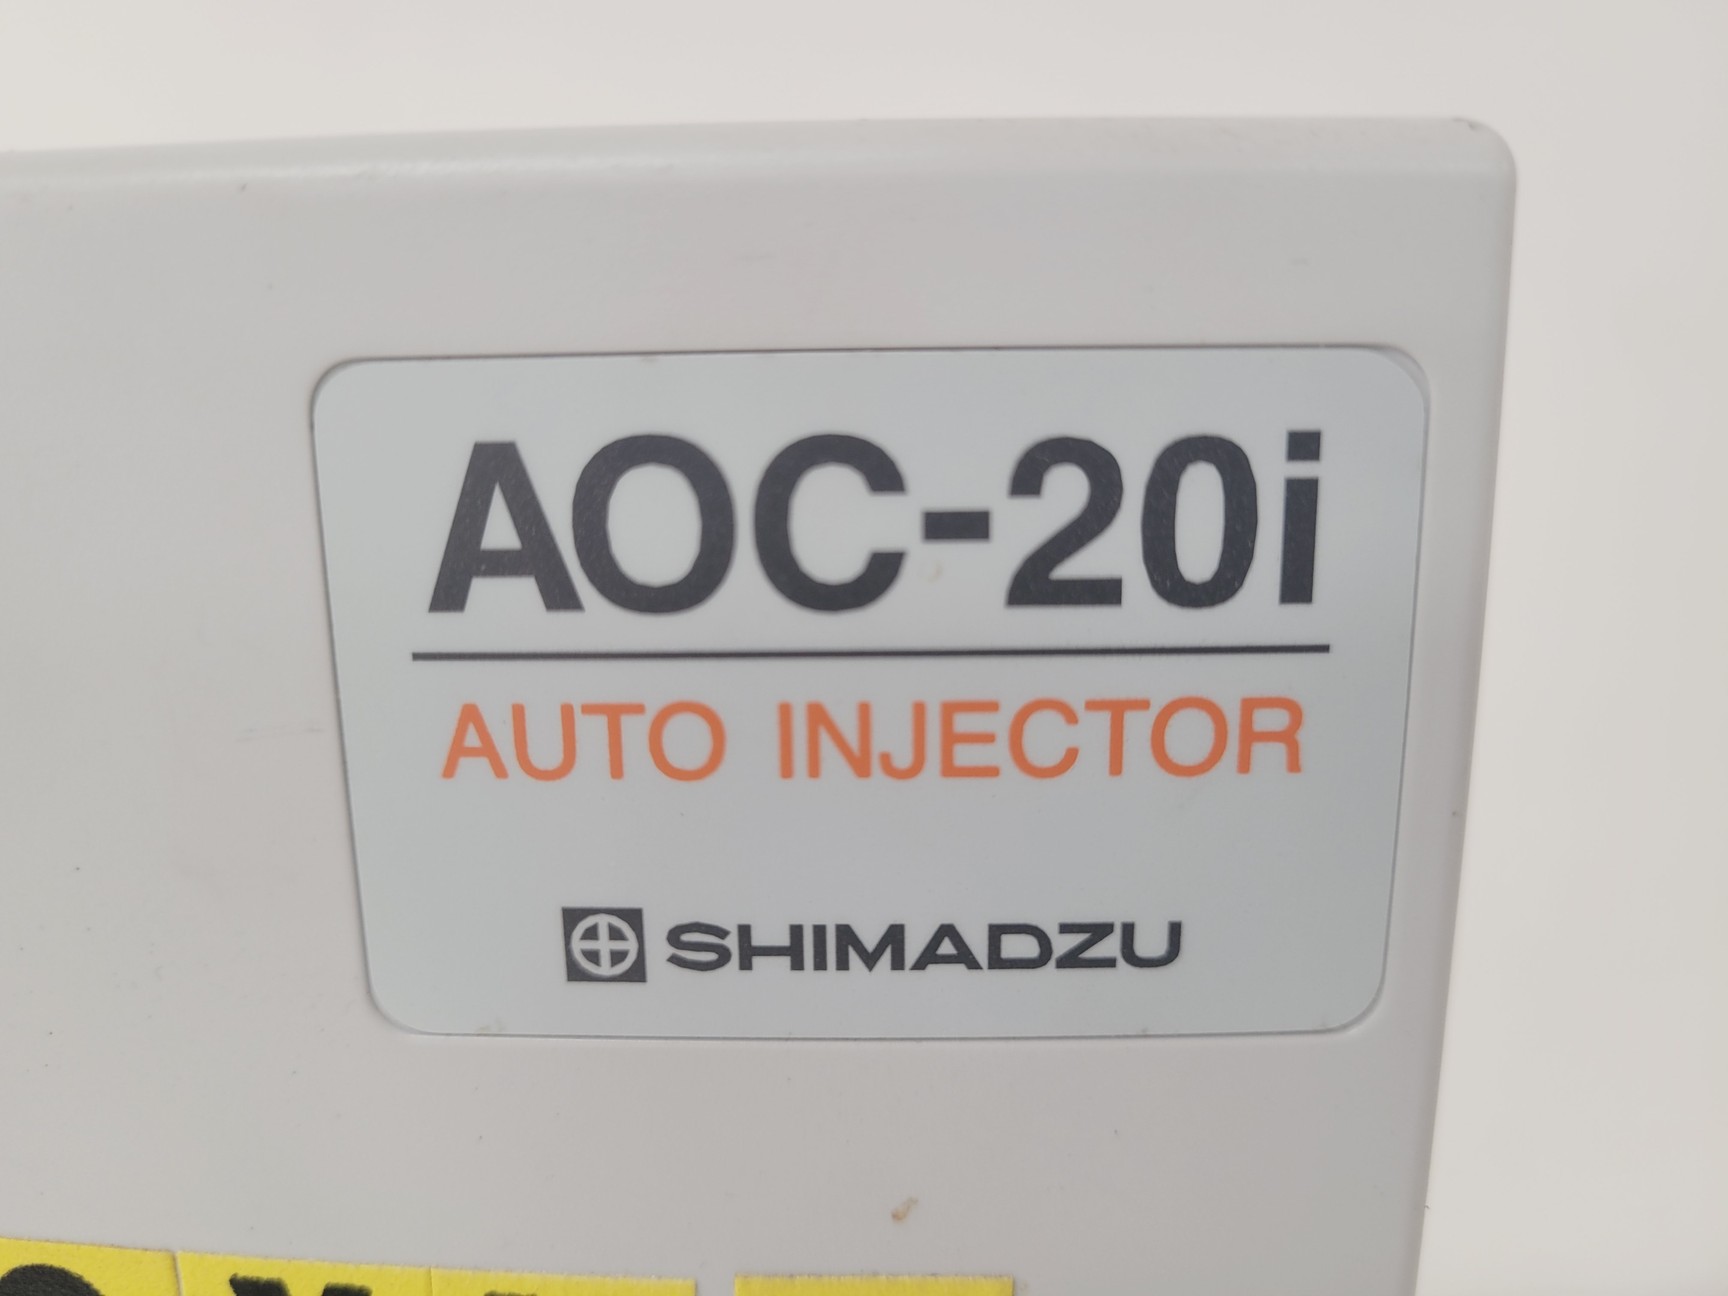 AOC-20i
AUTO INJECTOR
SHIMADZU